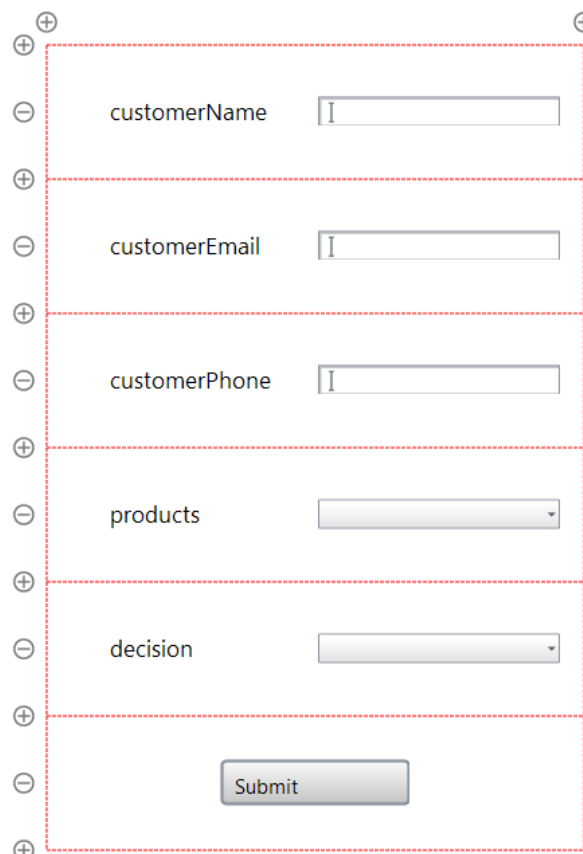 customerName
customerEmail
customerPhone
products
decision
Submit